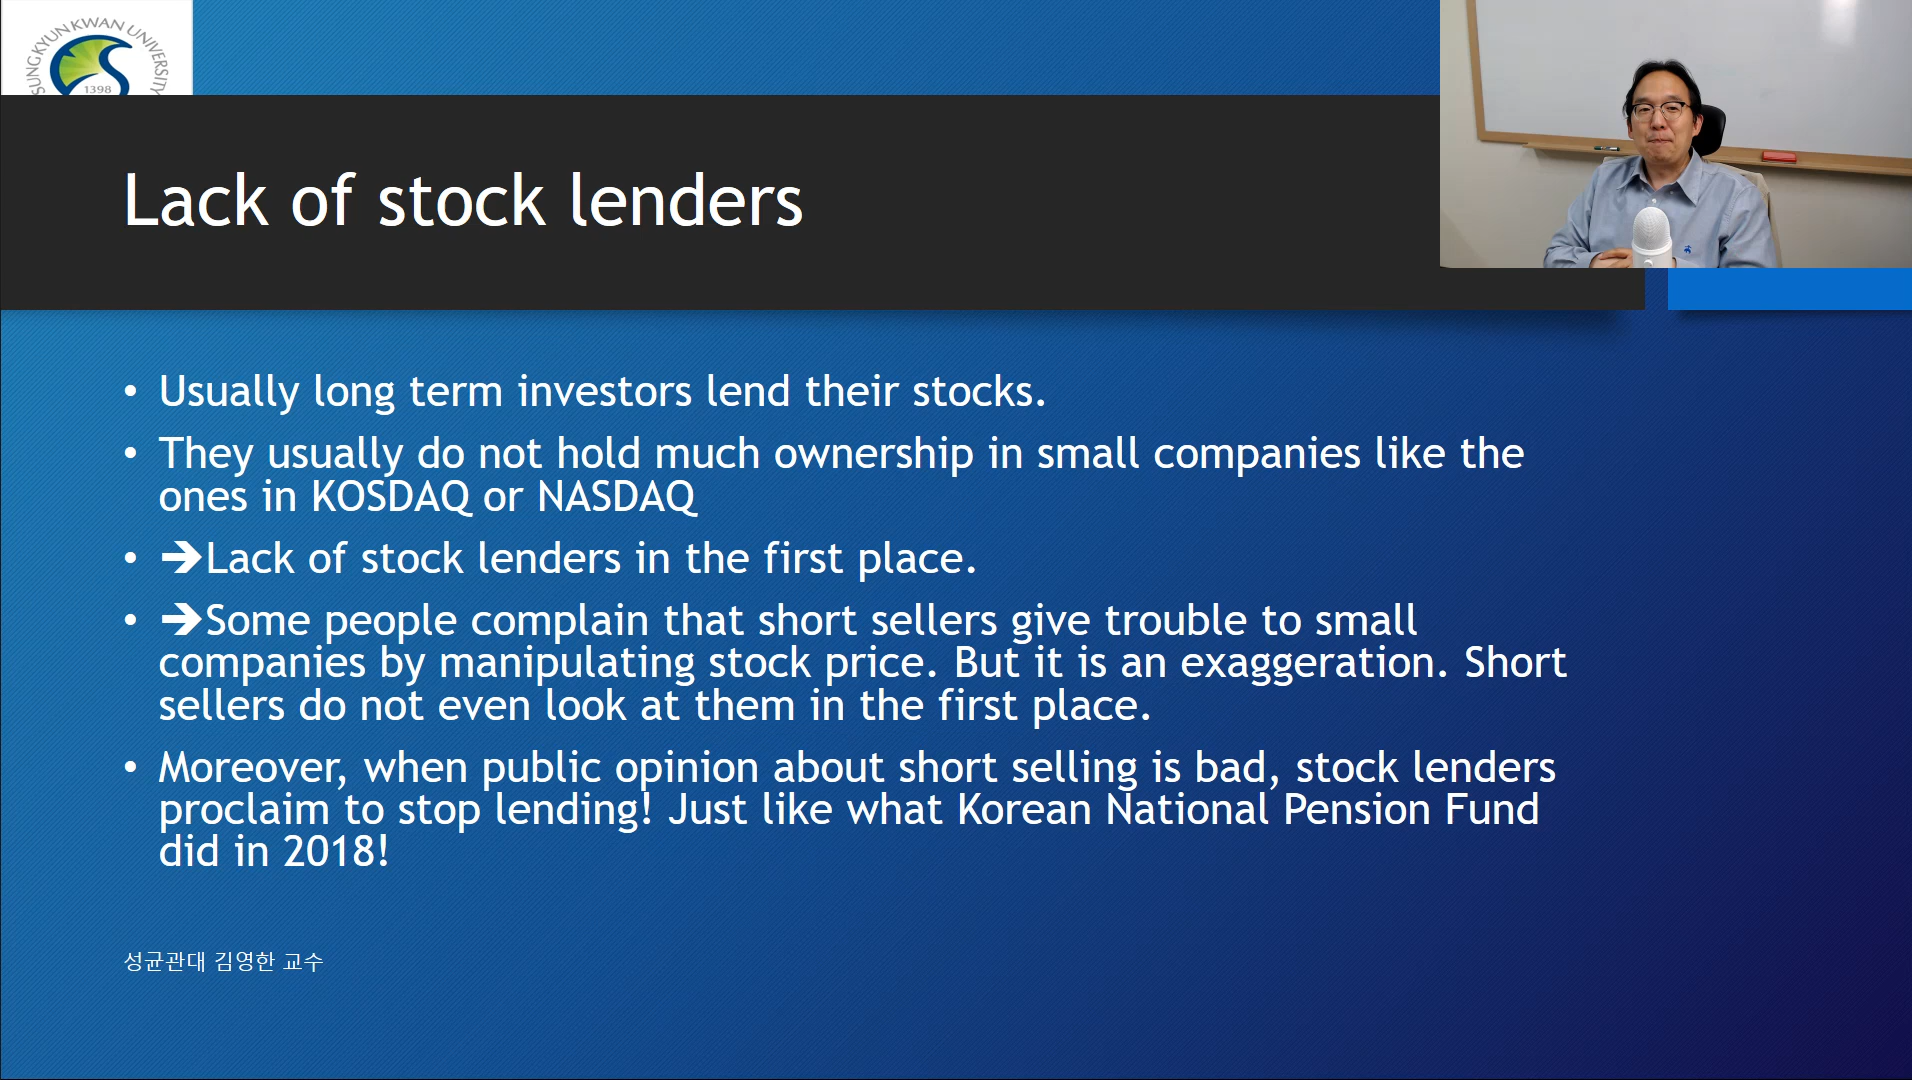 SUNGKYUNKWAN UNIVERSITY
1398
Lack of stock lenders
• Usually long term investors lend their stocks.
• They usually do not hold much ownership in small companies like the
ones in KOSDAQ or NASDAQ
• ➔Lack of stock lenders in the first place.
• ➔Some people complain that short sellers give trouble to small
companies by manipulating stock price. But it is an exaggeration. Short
sellers do not even look at them in the first place.
• Moreover, when public opinion about short selling is bad, stock lenders
proclaim to stop lending! Just like what Korean National Pension Fund
did in 2018!
성균관대 김영한 교수